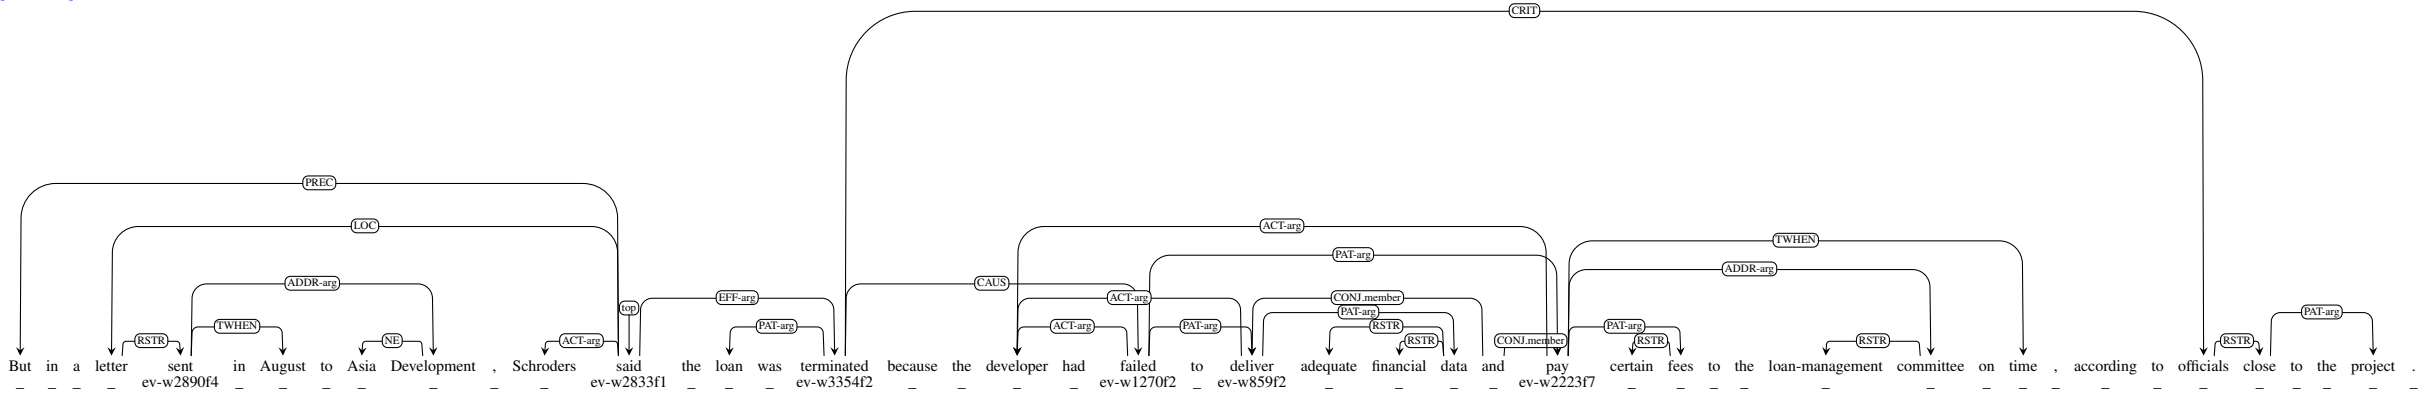 CRIT
PREC
LOC ACT-arg
TWHEN
PAT-arg
ADDR-arg
ADDR-arg CAUS
EFF-arg ACT-arg CONJ.member
top PAT-arg PAT-arg
TWHEN PAT-arg ACT-arg PAT-arg RSTR PAT-arg
RSTR NE ACT-arg RSTR CONJ.member RSTR RSTR RSTR
But in a letter sent in August to Asia Development , Schroders said the loan was terminated because the developer had failed to deliver adequate financial data and pay certain fees to the loan-management committee on time , according to officials close to the project .
_ _ _ _ ev-w2890f4 _ _ _ _ _ _ _ ev-w2833f1 _ _ _ ev-w3354f2 _ _ _ _ ev-w1270f2 _ ev-w859f2 _ _ _ _ ev-w2223f7 _ _ _ _ _ _ _ _ _ _ _ _ _ _ _ _ _